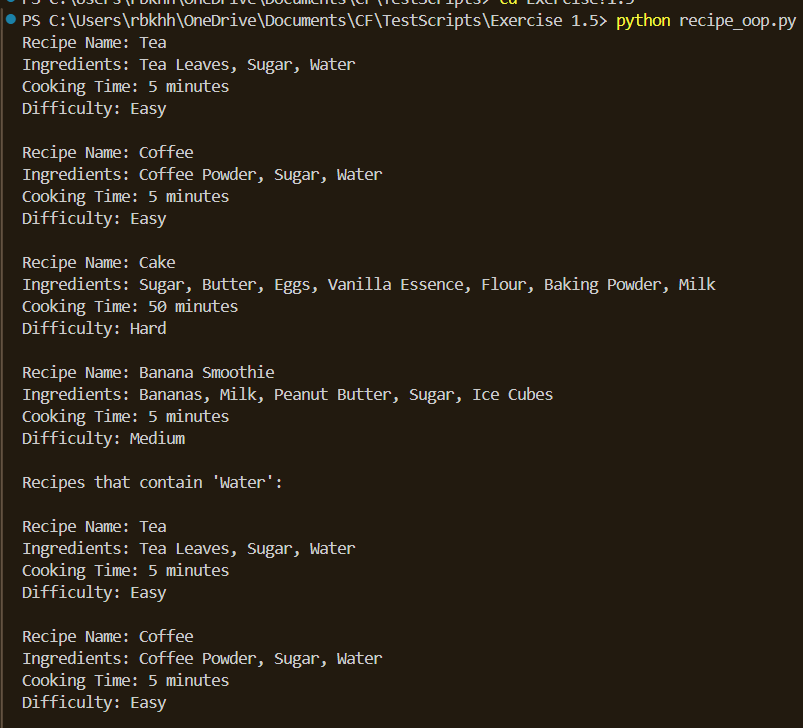 PS C:\Users\rbkhh\OneDrive\Documents\CF\TestScripts> cd Exercise!1.5
PS C:\Users\rbkhh\OneDrive\Documents\CF\TestScripts\Exercise 1.5> python recipe_oop.py
Recipe Name: Tea
Ingredients: Tea Leaves, Sugar, Water
Cooking Time: 5 minutes
Difficulty: Easy
Recipe Name: Coffee
Ingredients: Coffee Powder, Sugar, Water
Cooking Time: 5 minutes
Difficulty: Easy
Recipe Name: Cake
Ingredients: Sugar, Butter, Eggs, Vanilla Essence, Flour, Baking Powder, Milk
Cooking Time: 50 minutes
Difficulty: Hard
Recipe Name: Banana Smoothie
Ingredients: Bananas, Milk, Peanut Butter, Sugar, Ice Cubes
Cooking Time: 5 minutes
Difficulty: Medium
Recipes that contain 'Water':
Recipe Name: Tea
Ingredients: Tea Leaves, Sugar, Water
Cooking Time: 5 minutes
Difficulty: Easy
Recipe Name: Coffee
Ingredients: Coffee Powder, Sugar, Water
Cooking Time: 5 minutes
Difficulty: Easy